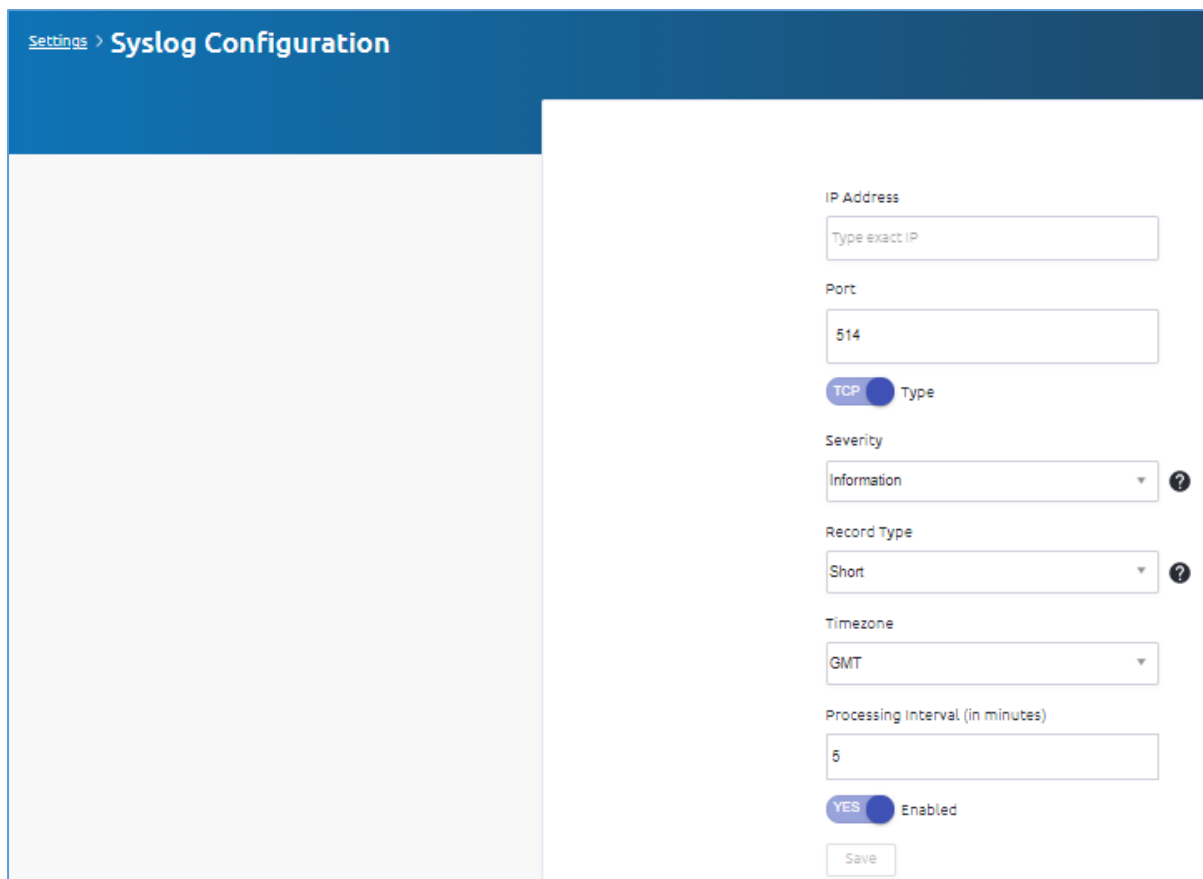 Settings > Syslog Configuration
IP Address
Type exact IP
Port
514
TCP Type
Severity
Information
Record Type
Short
Timezone
GMT
Processing Interval (in minutes)
5
YES Enabled
Save